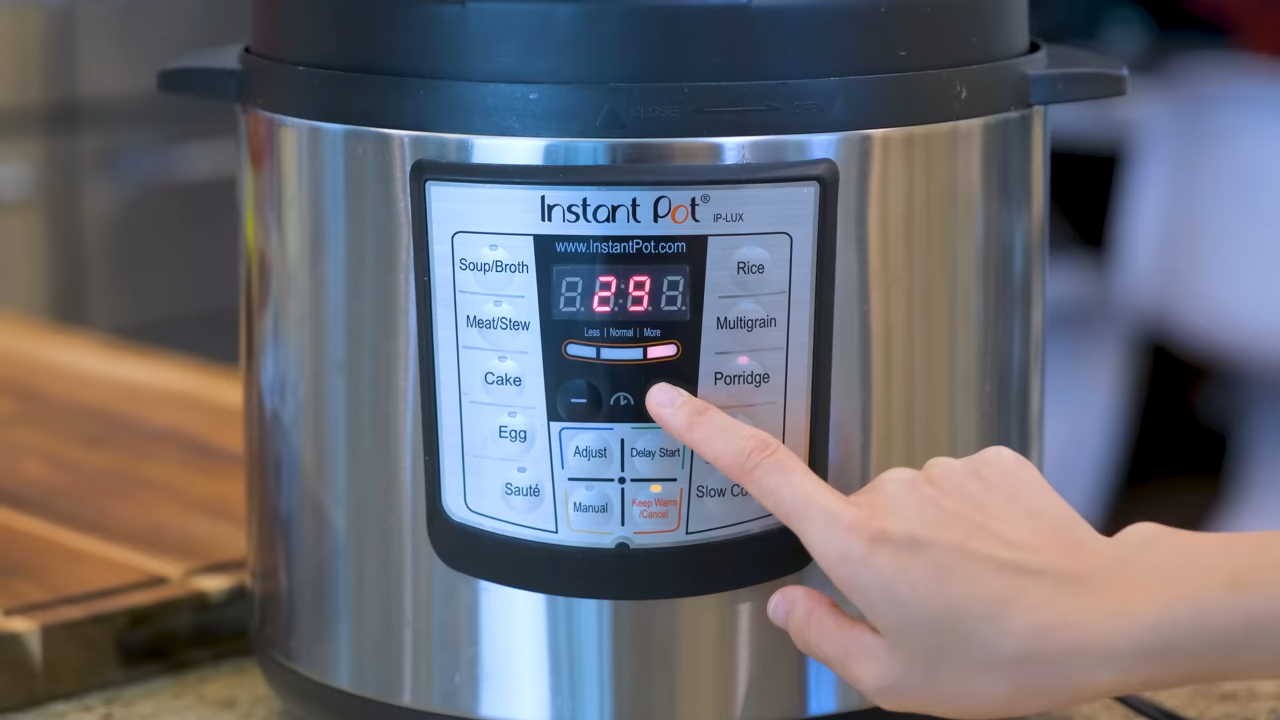 CLOSE
Instant Pot® IP-LUX
www.InstantPot.com
29
Less | Normal | More
Soup/Broth
Meat/Stew
Cake
Egg
Sauté
Rice
Multigrain
Porridge
Slow Co
Adjust
Delay Start
Manual
Keep Warm
/Cancel